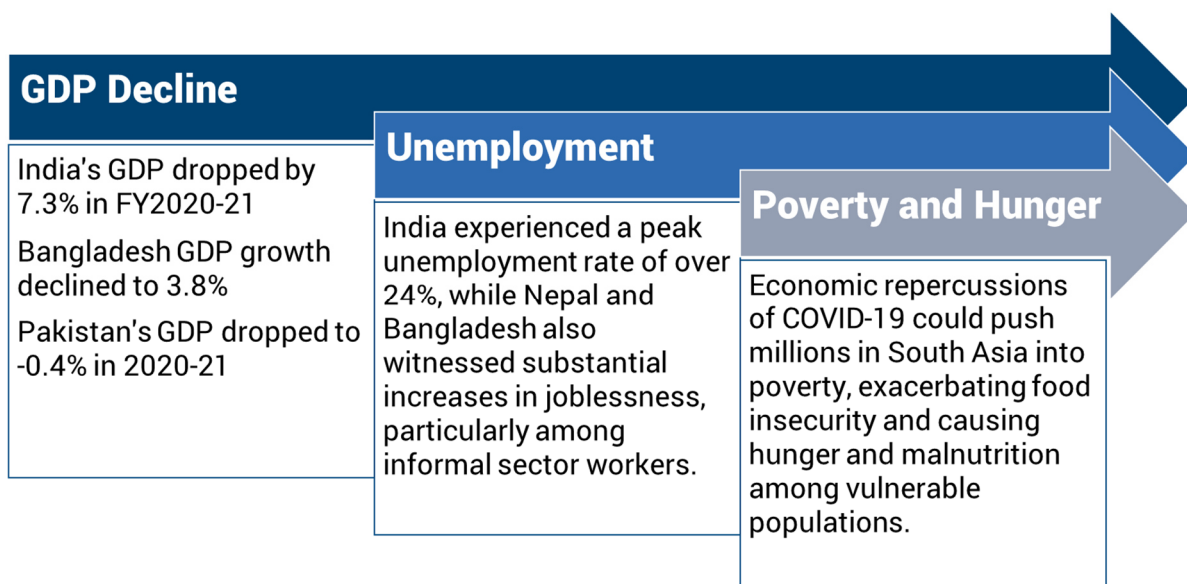 GDP Decline
India's GDP dropped by
7.3% in FY2020-21
Bangladesh GDP growth
declined to 3.8%
Pakistan's GDP dropped to
-0.4% in 2020-21
Unemployment
India experienced a peak
unemployment rate of over
24%, while Nepal and
Bangladesh also
witnessed substantial
increases in joblessness,
particularly among
informal sector workers.
Poverty and Hunger
Economic repercussions
of COVID-19 could push
millions in South Asia into
poverty, exacerbating food
insecurity and causing
hunger and malnutrition
among vulnerable
populations.